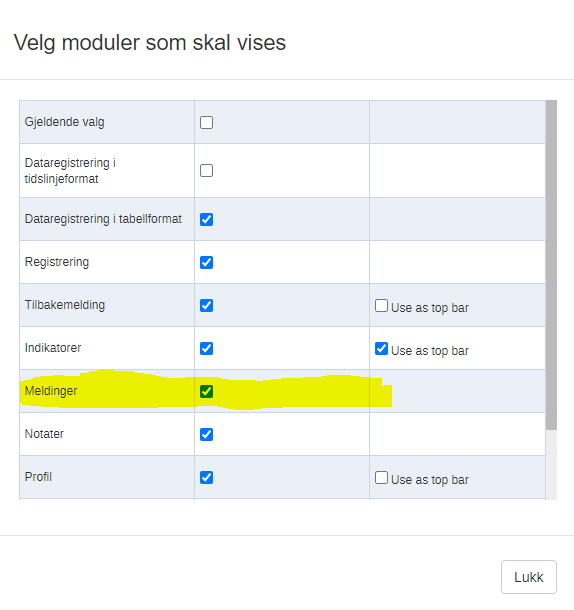 Velg moduler som skal vises
Gjeldende valg
Dataregistrering i
tidslinjeformat
Dataregistrering i tabellformat
Registrering
Tilbakemelding
Use as top bar
Indikatorer
Use as top bar
Meldinger
Notater
Profil
Use as top bar
Lukk